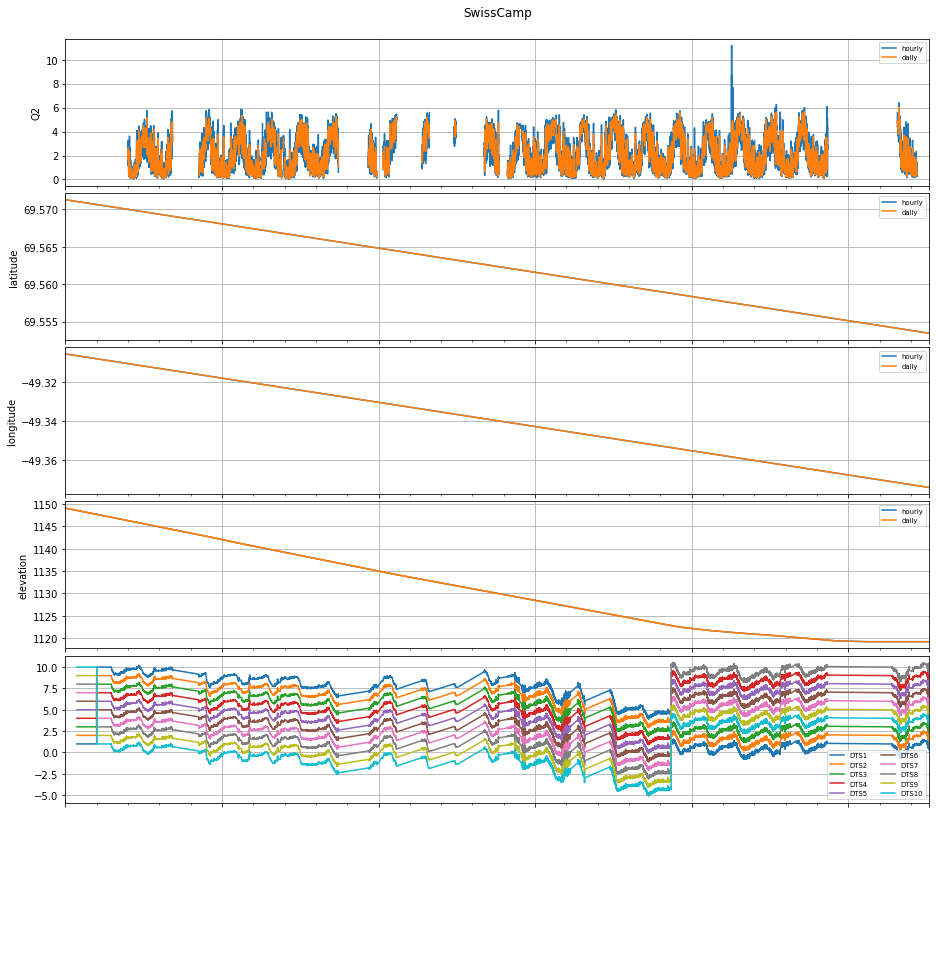 SwissCamp
Q2
10
8
6
4
2
0
hourly
daily
latitude
69.570
69.565
69.560
69.555
hourly
daily
longitude
−49.32
−49.34
−49.36
hourly
daily
elevation
1150
1145
1140
1135
1130
1125
1120
hourly
daily
10.0
7.5
5.0
2.5
0.0
−2.5
−5.0
DTS1 DTS6
DTS2 DTS7
DTS3 DTS8
DTS4 DTS9
DTS5 DTS10